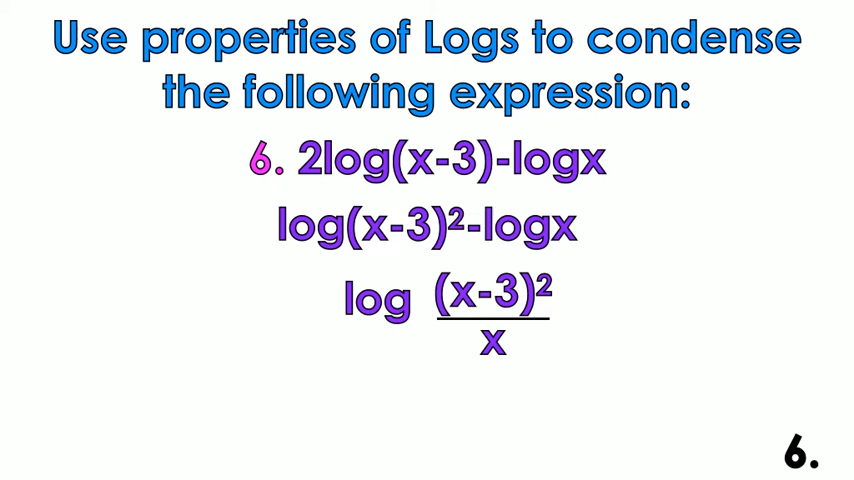 Use properties of Logs to condense
the following expression:
6. 2log(x-3)-logx
log(x-3)²-logx
log (x-3)²
x
6.